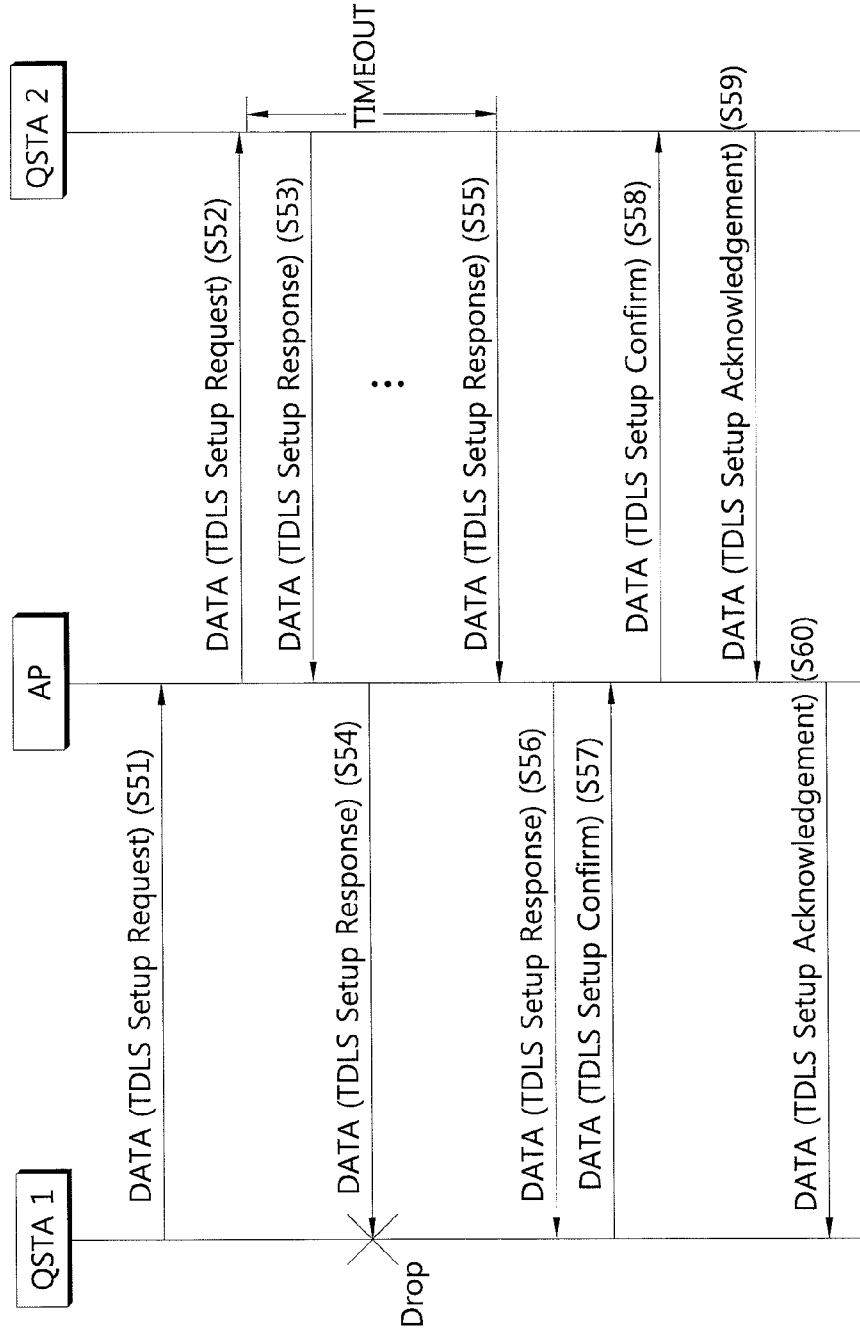 QSTA 1
AP
QSTA 2
DATA (TDLS Setup Request) (S51)
DATA (TDLS Setup Request) (S52)
TIMEOUT
DATA (TDLS Setup Response) (S53)
Drop
DATA (TDLS Setup Response) (S54)
...
DATA (TDLS Setup Response) (S55)
DATA (TDLS Setup Response) (S56)
DATA (TDLS Setup Confirm) (S57)
DATA (TDLS Setup Confirm) (S58)
DATA (TDLS Setup Acknowledgement) (S59)
DATA (TDLS Setup Acknowledgement) (S60)